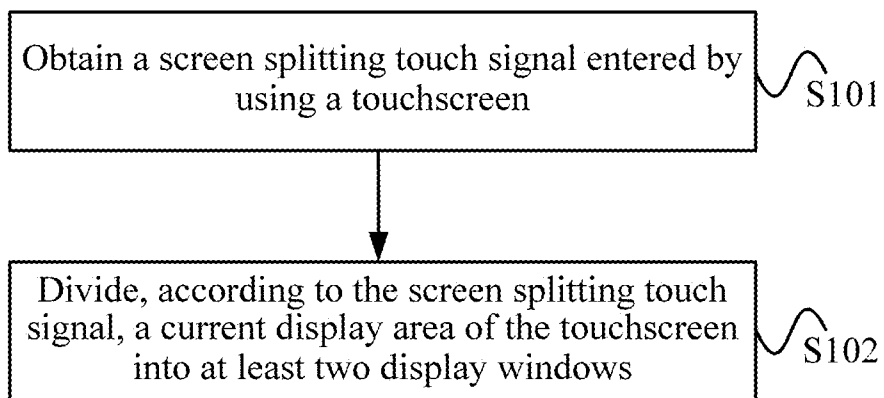 Obtain a screen splitting touch signal entered by
using a touchscreen
S101
Divide, according to the screen splitting touch
signal, a current display area of the touchscreen
into at least two display windows
S102